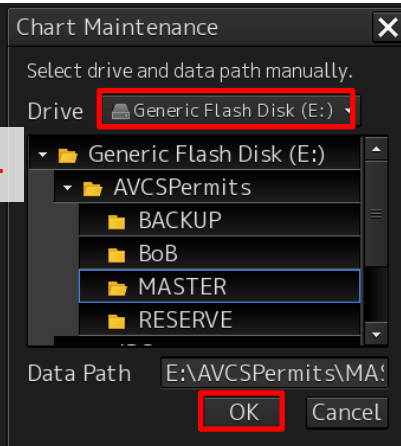 Chart Maintenance
Select drive and data path manually.
Drive Generic Flash Disk (E:)
Generic Flash Disk (E:)
AVCSPermits
BACKUP
BoB
MASTER
RESERVE
Data Path E:\AVCSPermits\MAS
OK Cancel